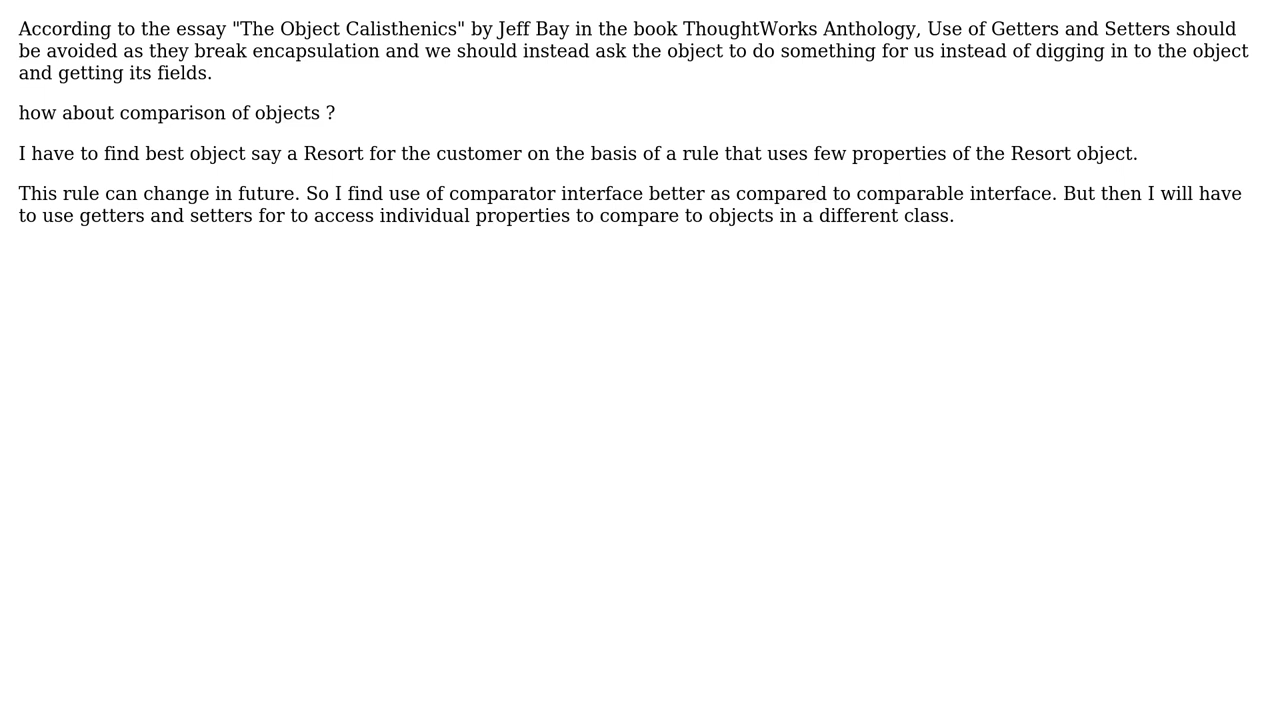 According to the essay "The Object Calisthenics" by Jeff Bay in the book ThoughtWorks Anthology, Use of Getters and Setters should
be avoided as they break encapsulation and we should instead ask the object to do something for us instead of digging in to the object
and getting its fields.
how about comparison of objects ?
I have to find best object say a Resort for the customer on the basis of a rule that uses few properties of the Resort object.
This rule can change in future. So I find use of comparator interface better as compared to comparable interface. But then I will have
to use getters and setters for to access individual properties to compare to objects in a different class.